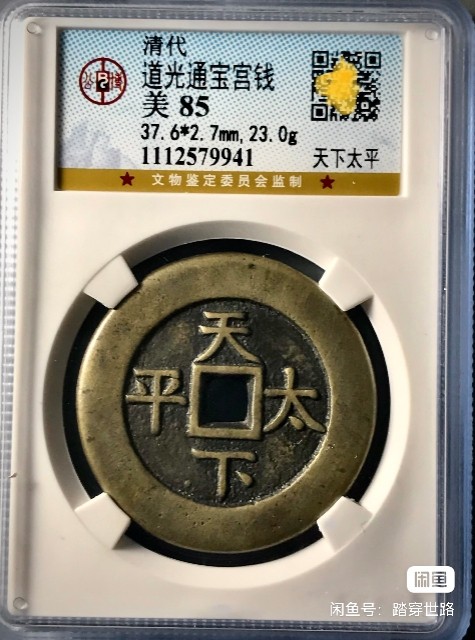 清代
道光通宝宫钱
美 85
37.6*2.7mm,23.0g
1112579941
天下太平
★ 文物鉴定委员会监制 ★
天
平 太
下
闲鱼
闲鱼号：踏穿世路